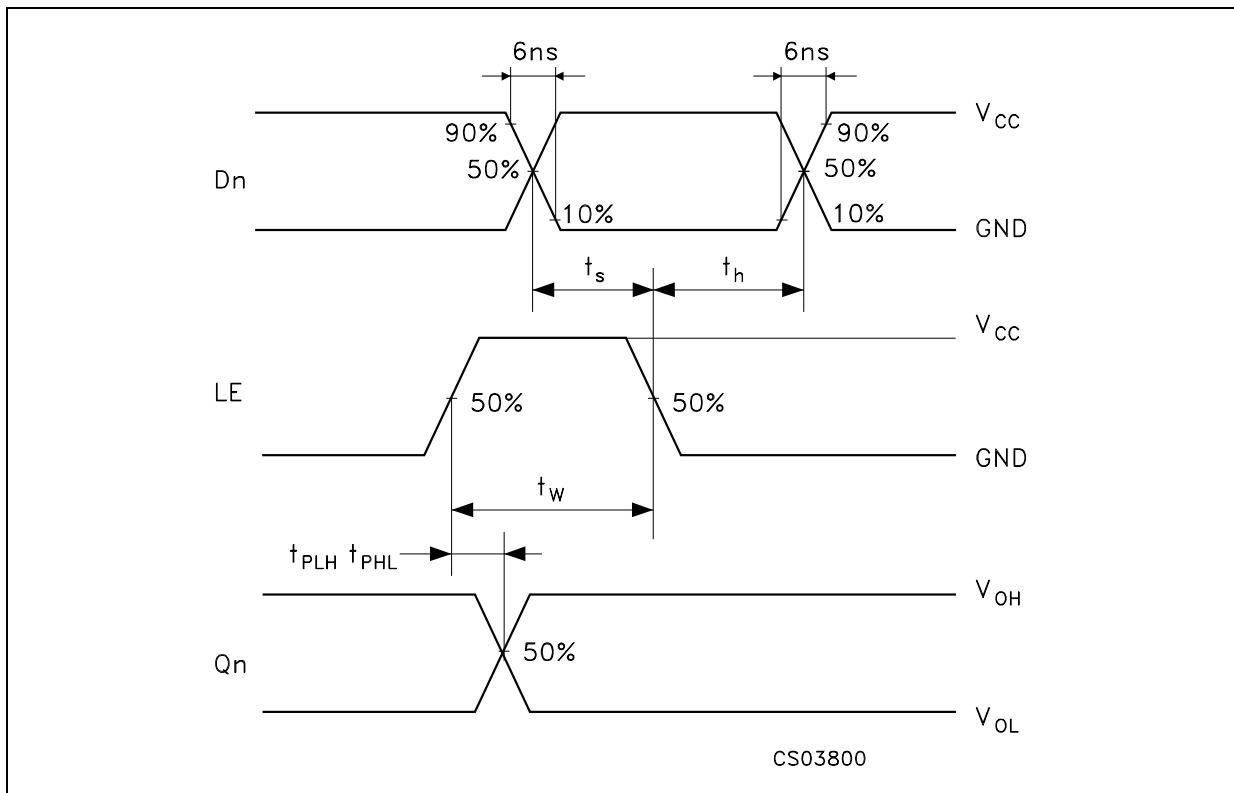 6ns 6ns
V_CC
90% 90%
50% 50%
Dn
10% 10%
GND
t_s t_h
V_CC
LE
50% 50%
GND
t_W
t_PLH t_PHL
V_OH
50%
Qn
V_OL
CS03800